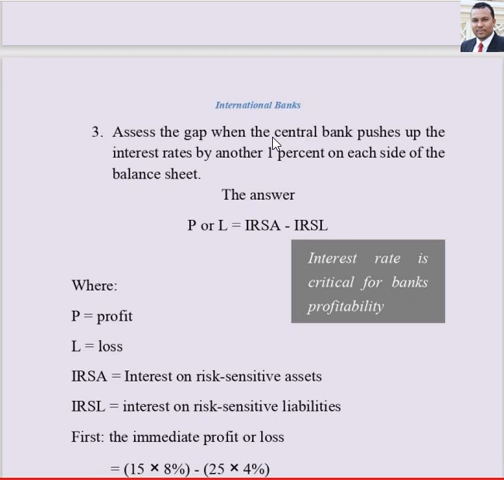 International Banks
3. Assess the gap when the central bank pushes up the
interest rates by another 1 percent on each side of the
balance sheet.
The answer
P or L = IRSA - IRSL
Interest rate is
critical for banks
profitability
Where:
P = profit
L = loss
IRSA = Interest on risk-sensitive assets
IRSL = interest on risk-sensitive liabilities
First: the immediate profit or loss
= (15 × 8%) - (25 × 4%)